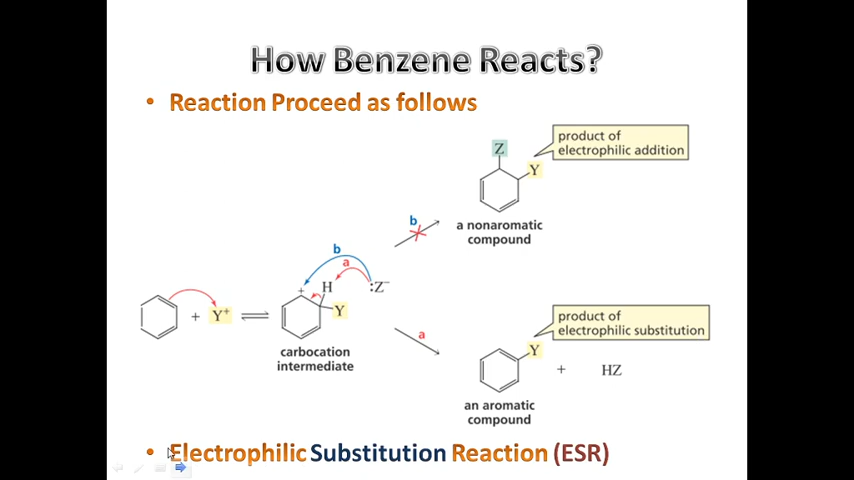 How Benzene Reacts?
• Reaction Proceed as follows
product of
electrophilic addition
Z
Y
b
a nonaromatic
compound
b
a
+
H
:Z⁻
Y
+ Y⁺
carbocation
intermediate
a
product of
electrophilic substitution
Y
+ HZ
an aromatic
compound
• Electrophilic Substitution Reaction (ESR)